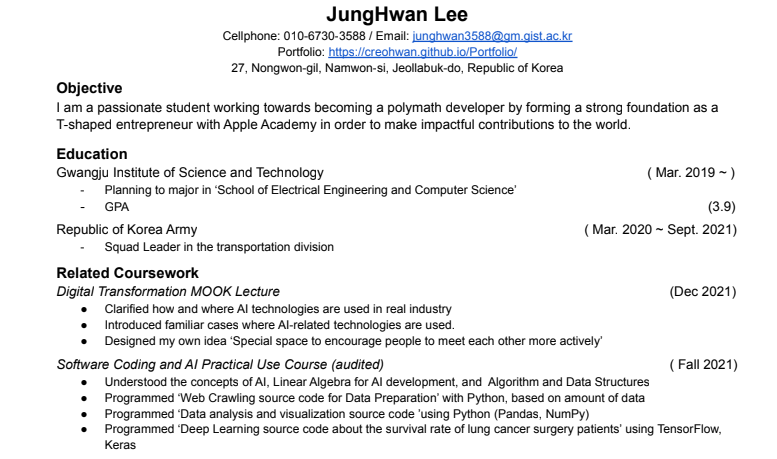 JungHwan Lee
Cellphone: 010-6730-3588 / Email: junghwan3588@gm.gist.ac.kr
Portfolio: https://creohwan.github.io/Portfolio/
27, Nongwon-gil, Namwon-si, Jeollabuk-do, Republic of Korea
Objective
I am a passionate student working towards becoming a polymath developer by forming a strong foundation as a
T-shaped entrepreneur with Apple Academy in order to make impactful contributions to the world.
Education
Gwangju Institute of Science and Technology ( Mar. 2019 ~ )
- Planning to major in ‘School of Electrical Engineering and Computer Science’
- GPA (3.9)
Republic of Korea Army ( Mar. 2020 ~ Sept. 2021)
- Squad Leader in the transportation division
Related Coursework
Digital Transformation MOOK Lecture (Dec 2021)
● Clarified how and where AI technologies are used in real industry
● Introduced familiar cases where AI-related technologies are used.
● Designed my own idea ‘Special space to encourage people to meet each other more actively’
Software Coding and AI Practical Use Course (audited) ( Fall 2021)
● Understood the concepts of AI, Linear Algebra for AI development, and Algorithm and Data Structures
● Programmed ‘Web Crawling source code for Data Preparation’ with Python, based on amount of data
● Programmed ‘Data analysis and visualization source code ’using Python (Pandas, NumPy)
● Programmed ‘Deep Learning source code about the survival rate of lung cancer surgery patients’ using TensorFlow,
Keras